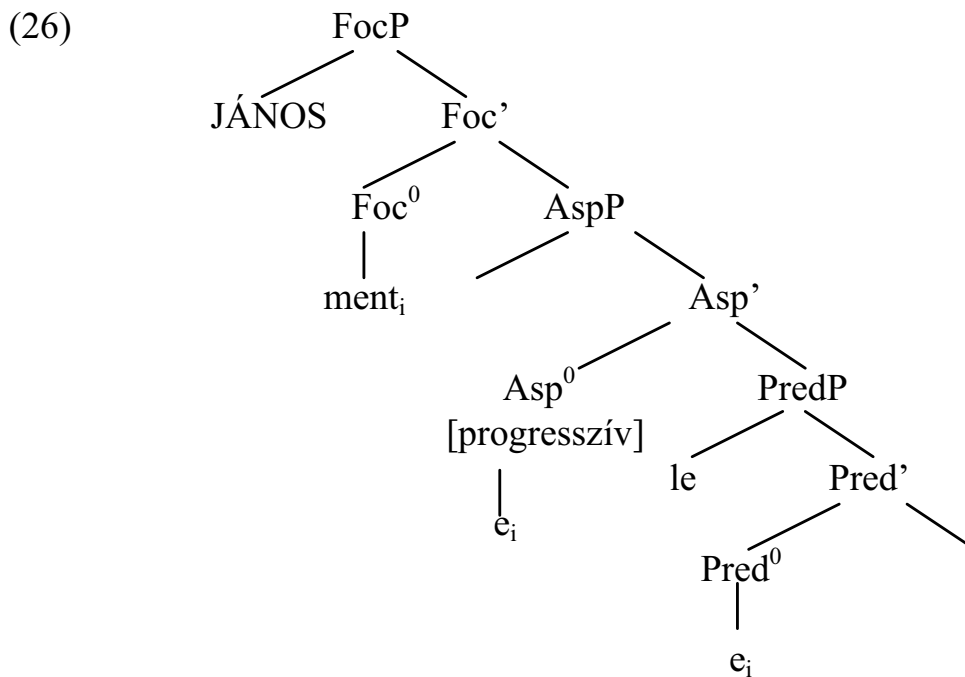 (26) FocP
JÁNOS Foc’
Foc⁰ AspP
mentᵢ Asp’
Asp⁰ PredP
[progresszív]
le Pred’
eᵢ
Pred⁰
eᵢ